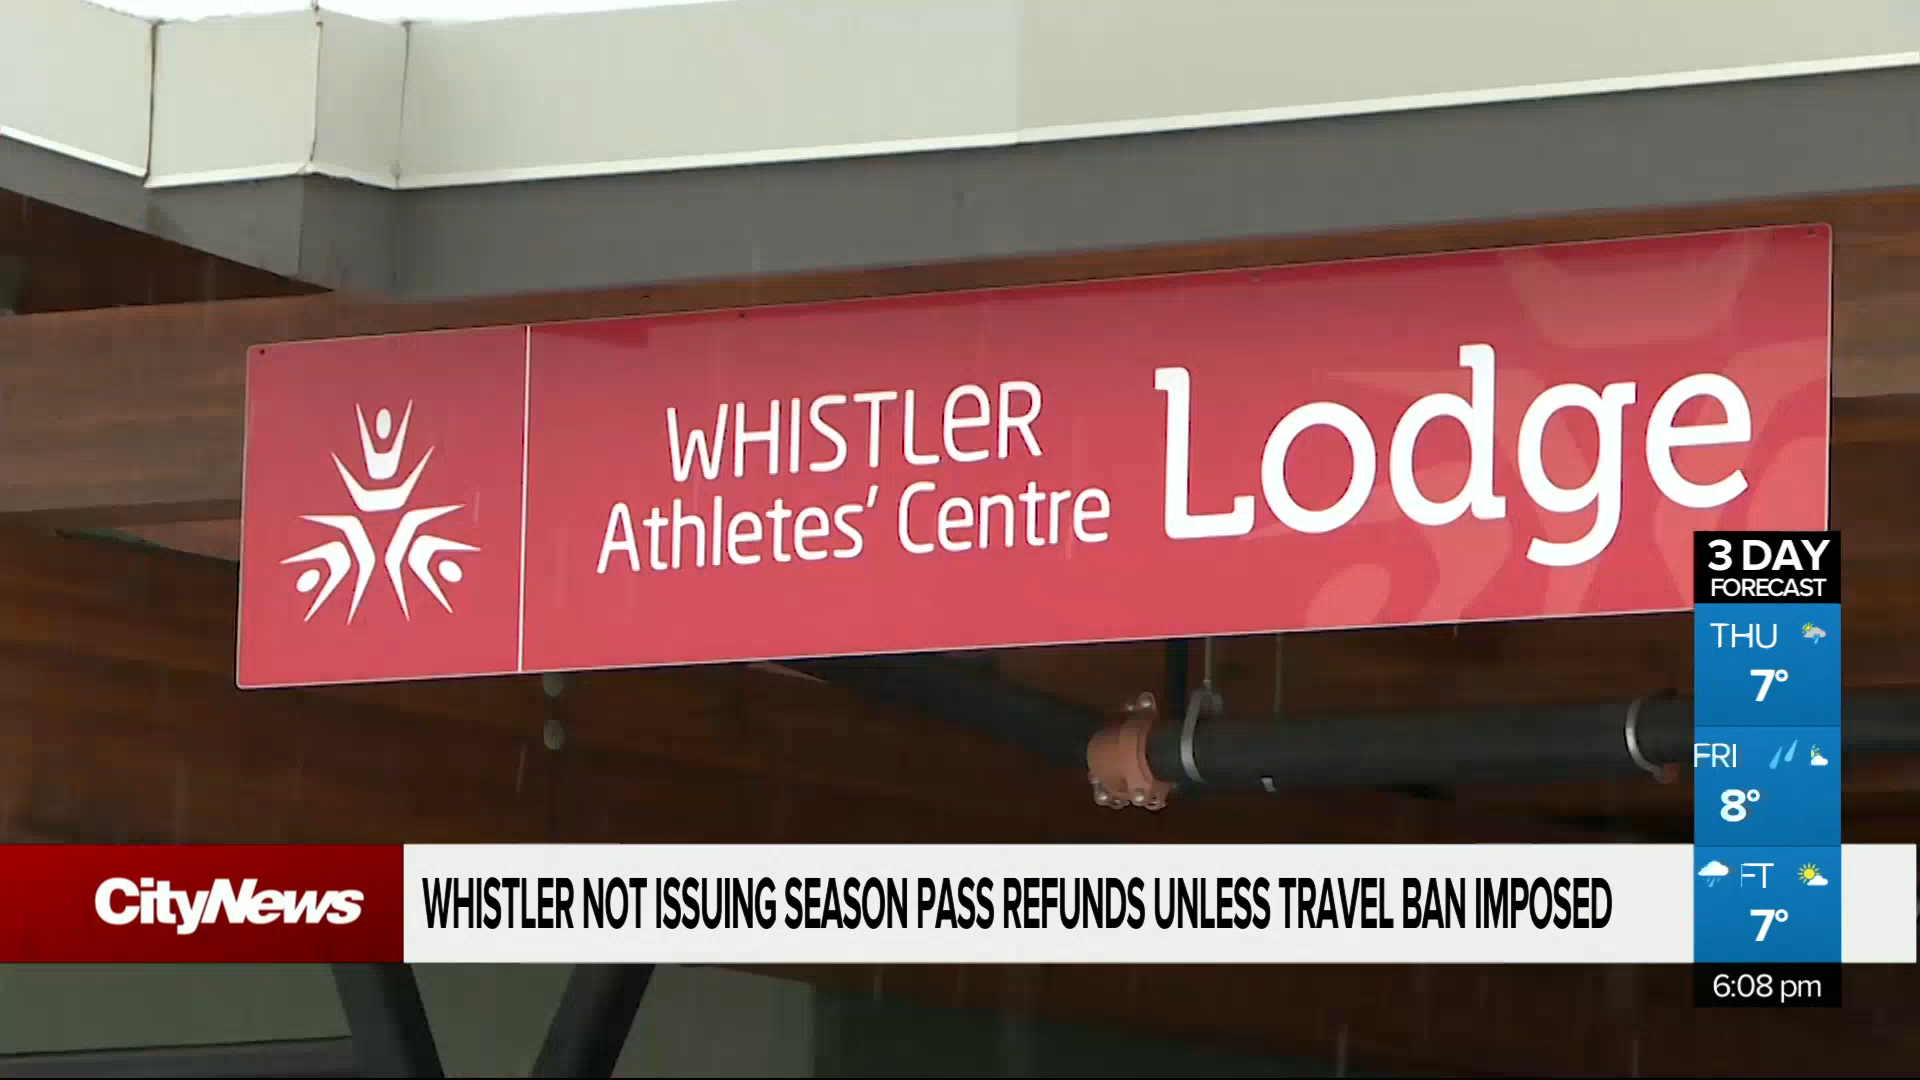 WHISTLER
Athletes' Centre
Lodge
3 DAY
FORECAST
THU
7°
FRI
8°
FT
7°
6:08 pm
CityNews
WHISTLER NOT ISSUING SEASON PASS REFUNDS UNLESS TRAVEL BAN IMPOSED